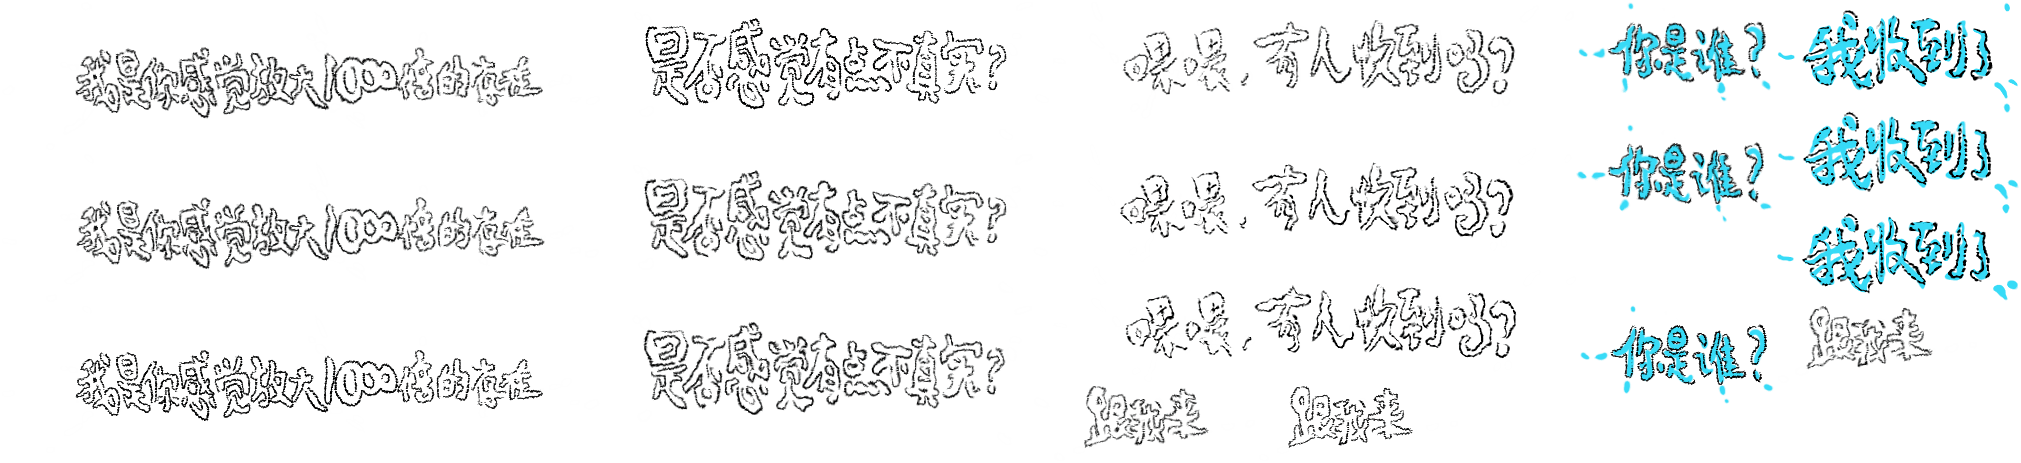 我是你感觉放大1000倍的存在
我是你感觉放大1000倍的存在
我是你感觉放大1000倍的存在
是否感觉有点不真实?
是否感觉有点不真实?
是否感觉有点不真实?
喂喂,有人收到吗?
喂喂,有人收到吗?
喂喂,有人收到吗?
跟我来
跟我来
你是谁?
你是谁?
你是谁?
我收到了
我收到了
我收到了
跟我来